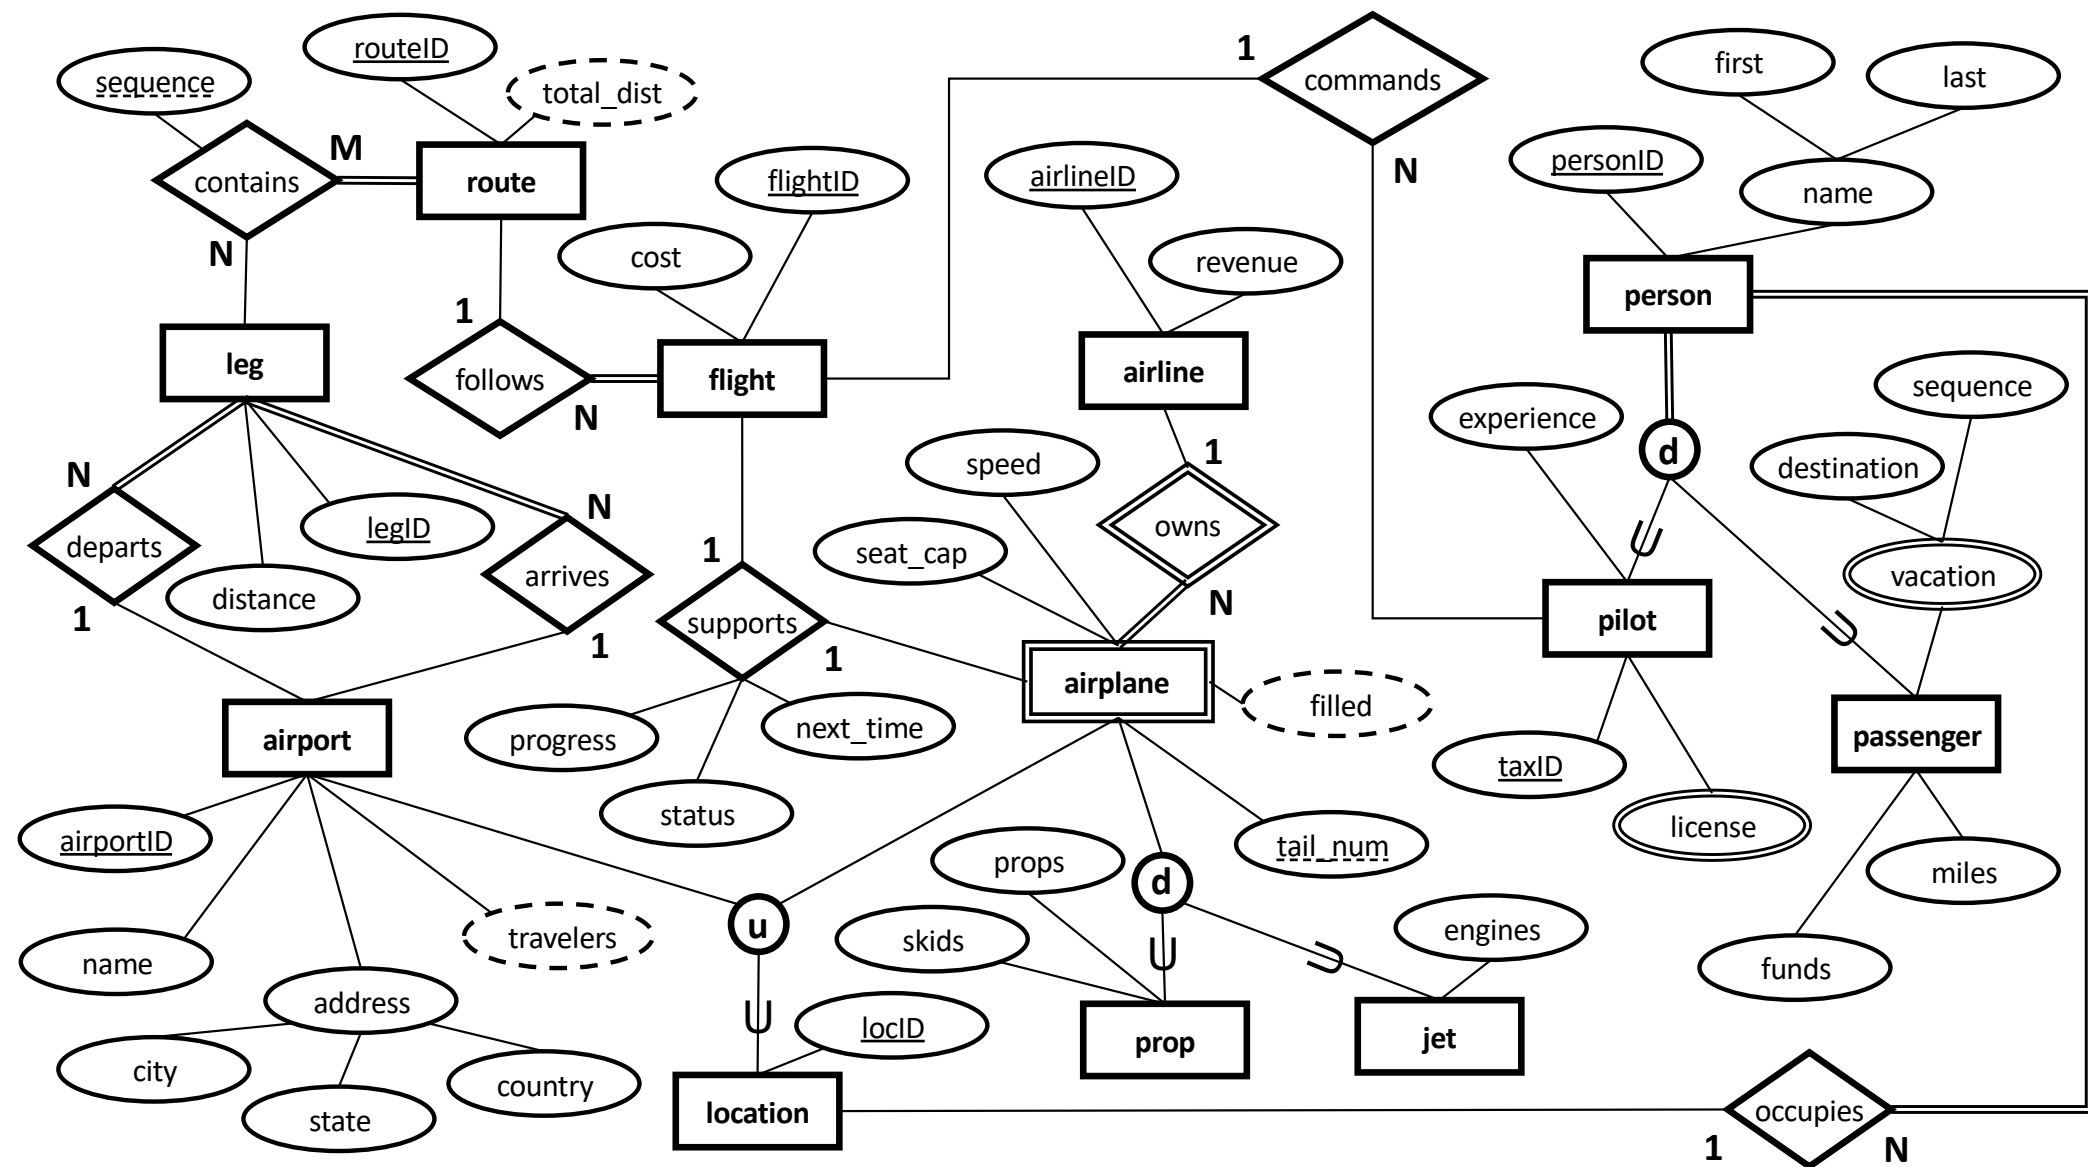 routeID
1
commands
first
last
sequence
total_dist
M
contains
route
flightID
airlineID
N
personID
name
N
cost
revenue
person
1
leg
follows
flight
airline
sequence
N
experience
d
destination
N
speed
1
N
departs
legID
owns
seat_cap
vacation
arrives
1
distance
N
1
supports
pilot
1
1
airplane
filled
airport
progress
next_time
passenger
taxID
status
license
airportID
props
tail_num
d
miles
travelers
u
skids
engines
name
funds
address
locID
prop
jet
city
country
state
location
occupies
1
N